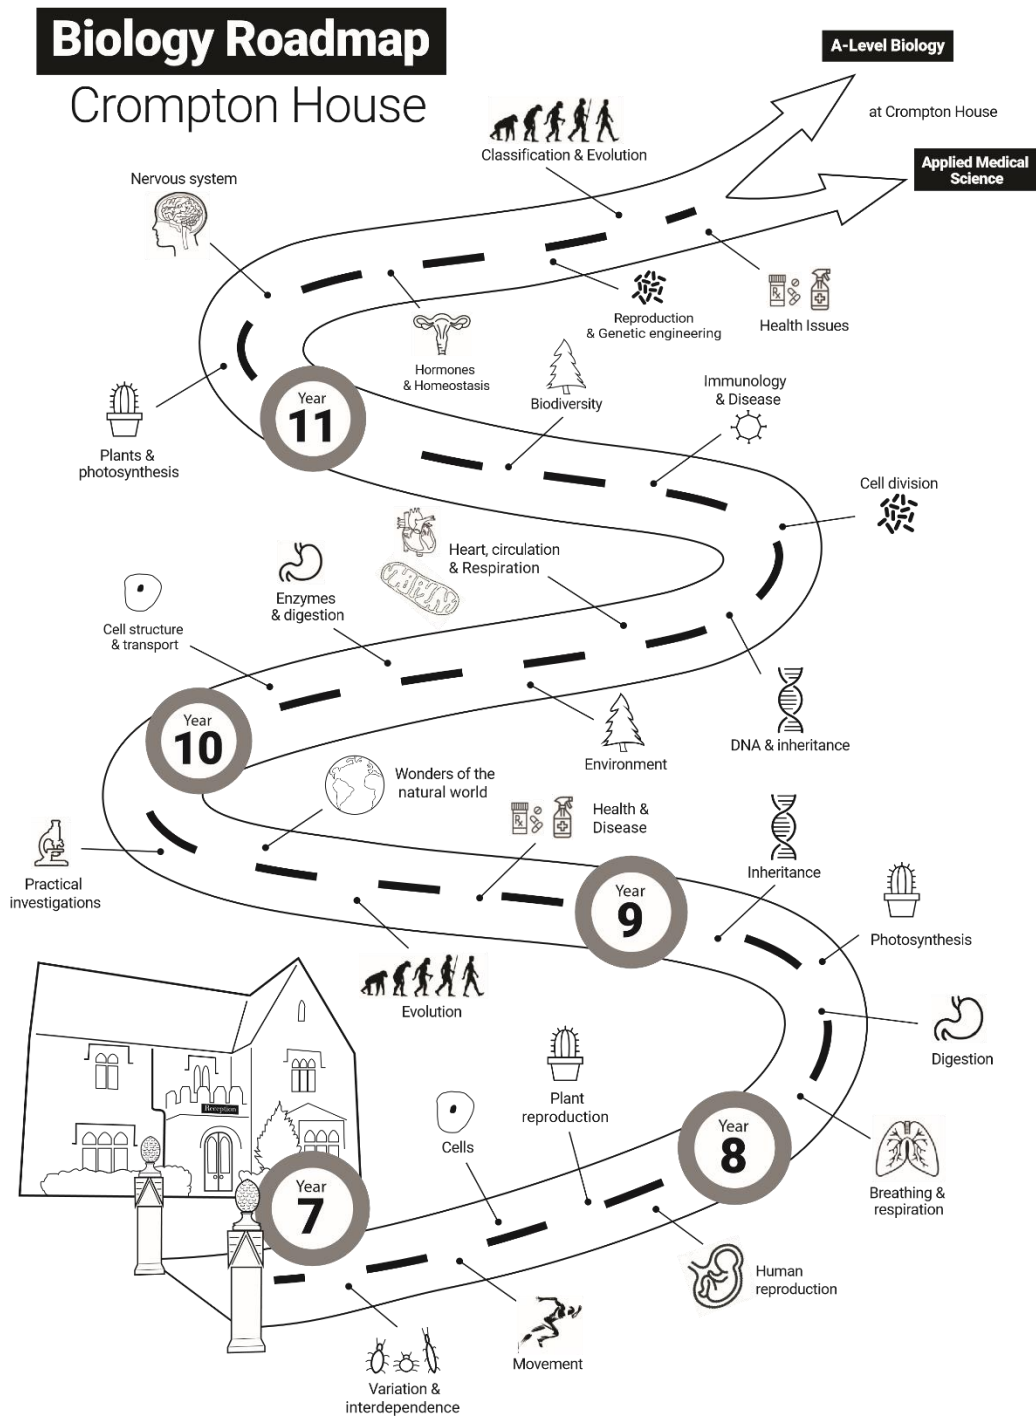 Biology Roadmap
Crompton House
A-Level Biology
at Crompton House
Applied Medical
Science
Classification & Evolution
Nervous system
Reproduction
& Genetic engineering
Health Issues
Hormones
& Homeostasis
Biodiversity
Immunology
& Disease
Year
11
Plants &
photosynthesis
Cell division
Heart, circulation
& Respiration
Enzymes
& digestion
Cell structure
& transport
Year
10
DNA & inheritance
Environment
Wonders of the
natural world
Health &
Disease
Rx
Rx
Practical
investigations
Year
9
Inheritance
Photosynthesis
Evolution
Digestion
Plant
reproduction
Cells
Year
8
Reception
Breathing &
respiration
Year
7
Human
reproduction
Movement
Variation &
interdependence